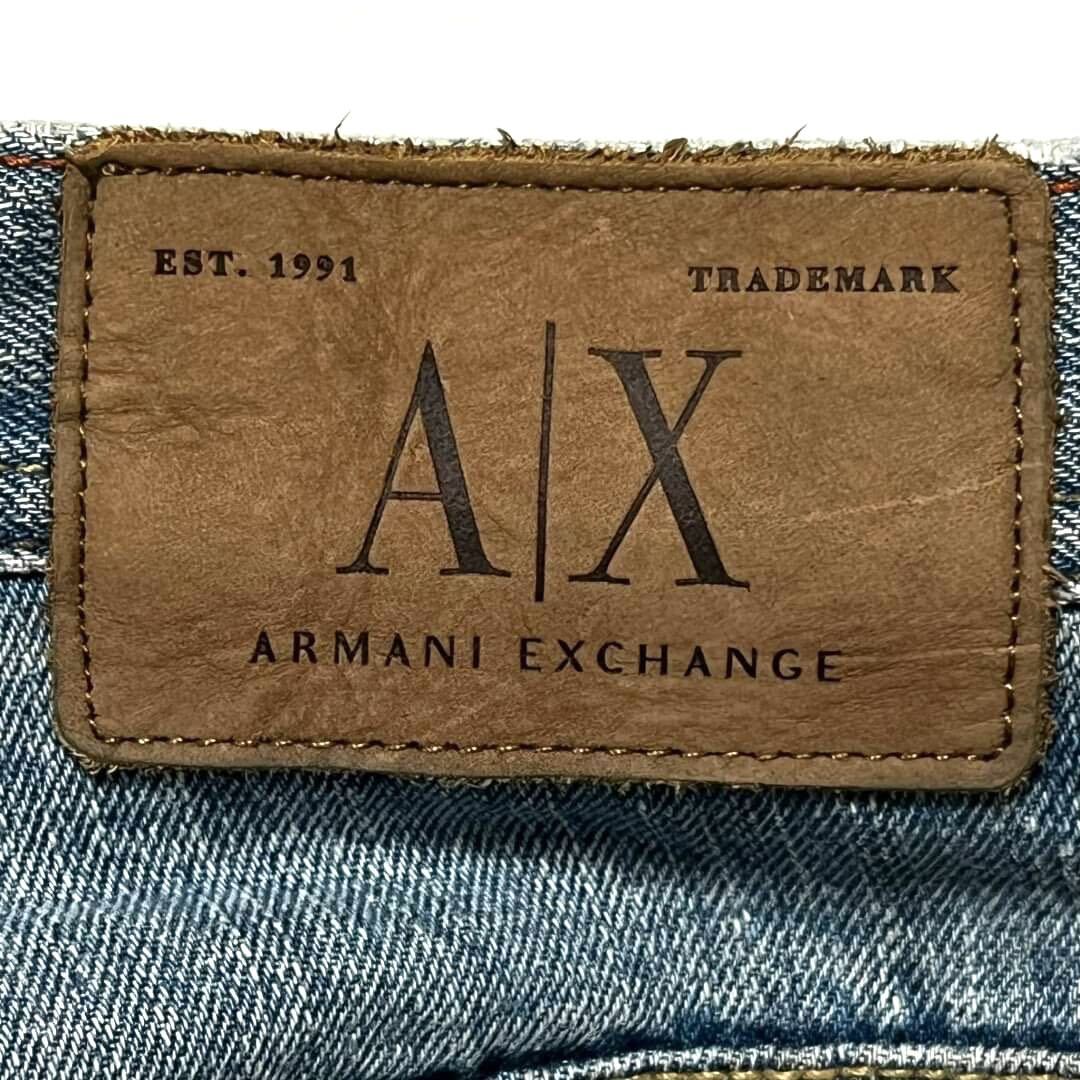 EST. 1991 TRADEMARK
A|X
ARMANI EXCHANGE